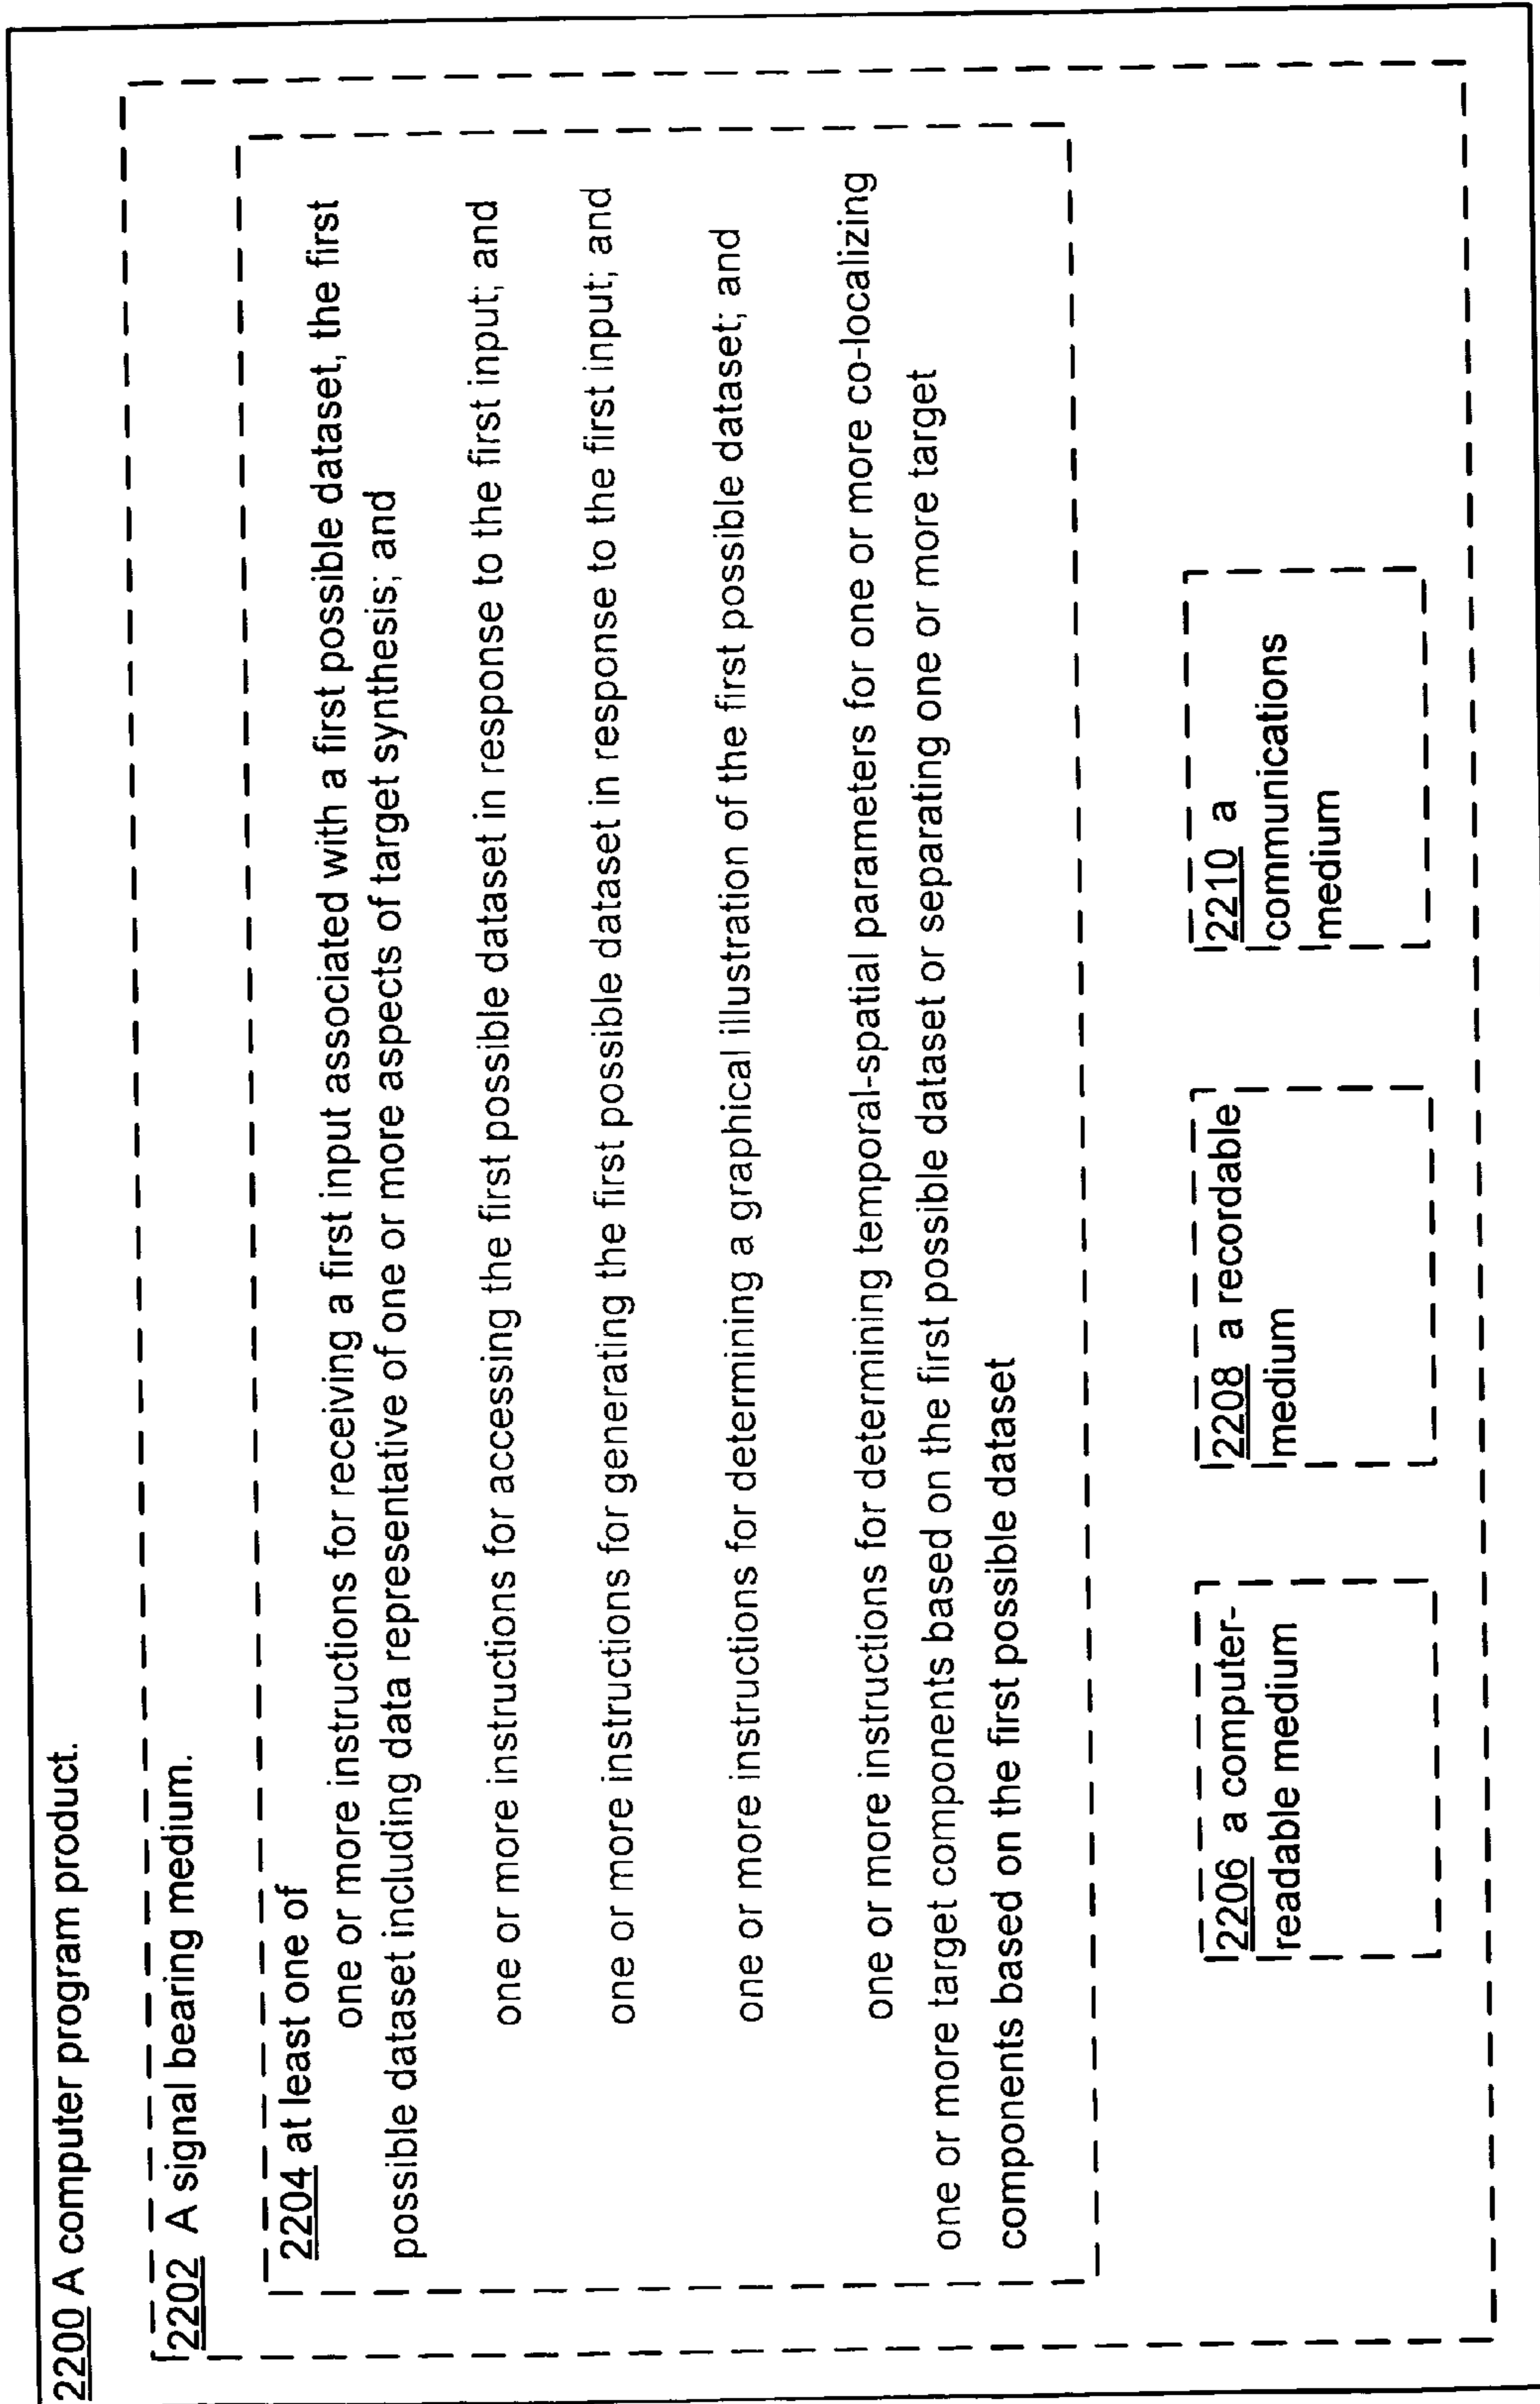 2200 A computer program product.
2202 A signal bearing medium.
2204 at least one of
one or more instructions for receiving a first input associated with a first possible dataset, the first
possible dataset including data representative of one or more aspects of target synthesis; and
one or more instructions for accessing the first possible dataset in response to the first input; and
one or more instructions for generating the first possible dataset in response to the first input; and
one or more instructions for determining a graphical illustration of the first possible dataset; and
one or more instructions for determining temporal-spatial parameters for one or more co-localizing
one or more target components based on the first possible dataset or separating one or more target
components based on the first possible dataset
2206 a computer-
readable medium
2208 a recordable
medium
2210 a
communications
medium